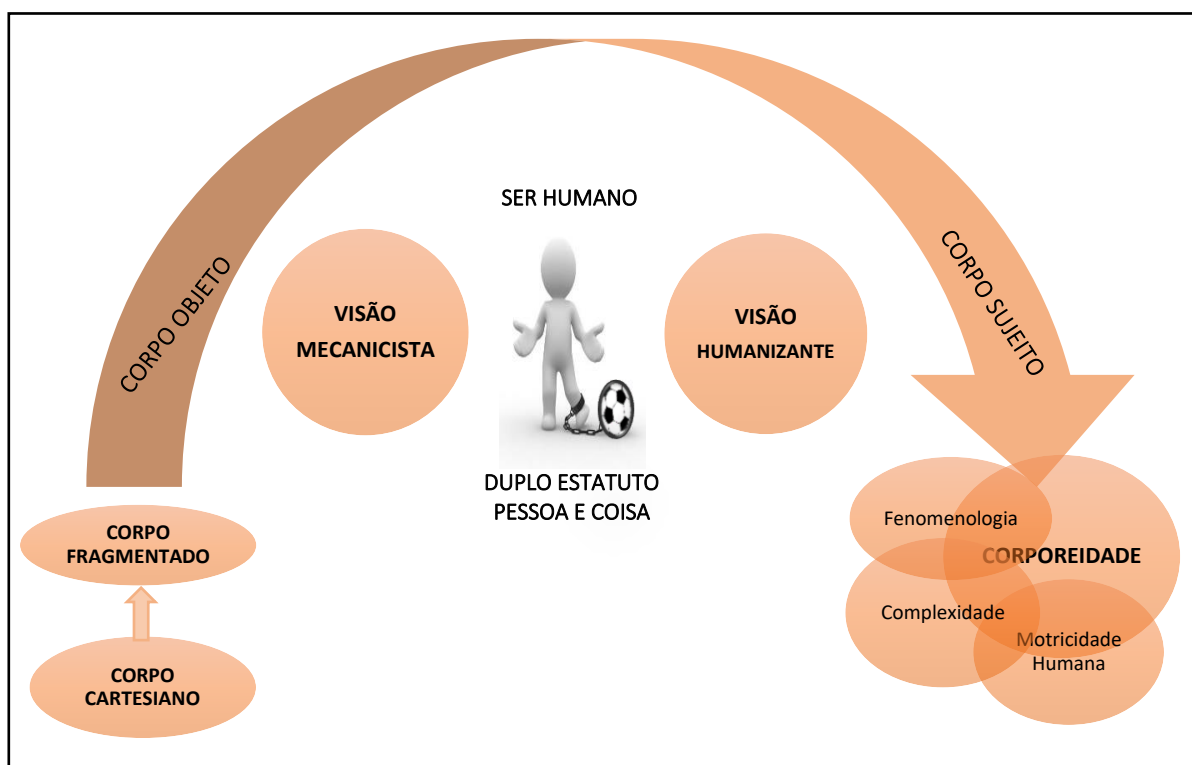 CORPO OBJETO
CORPO SUJEITO
SER HUMANO
VISÃO
MECANICISTA
VISÃO
HUMANIZANTE
DUPLO ESTATUTO
PESSOA E COISA
CORPO
FRAGMENTADO
CORPO
CARTESIANO
Fenomenologia
CORPOREIDADE
Complexidade
Motricidade
Humana